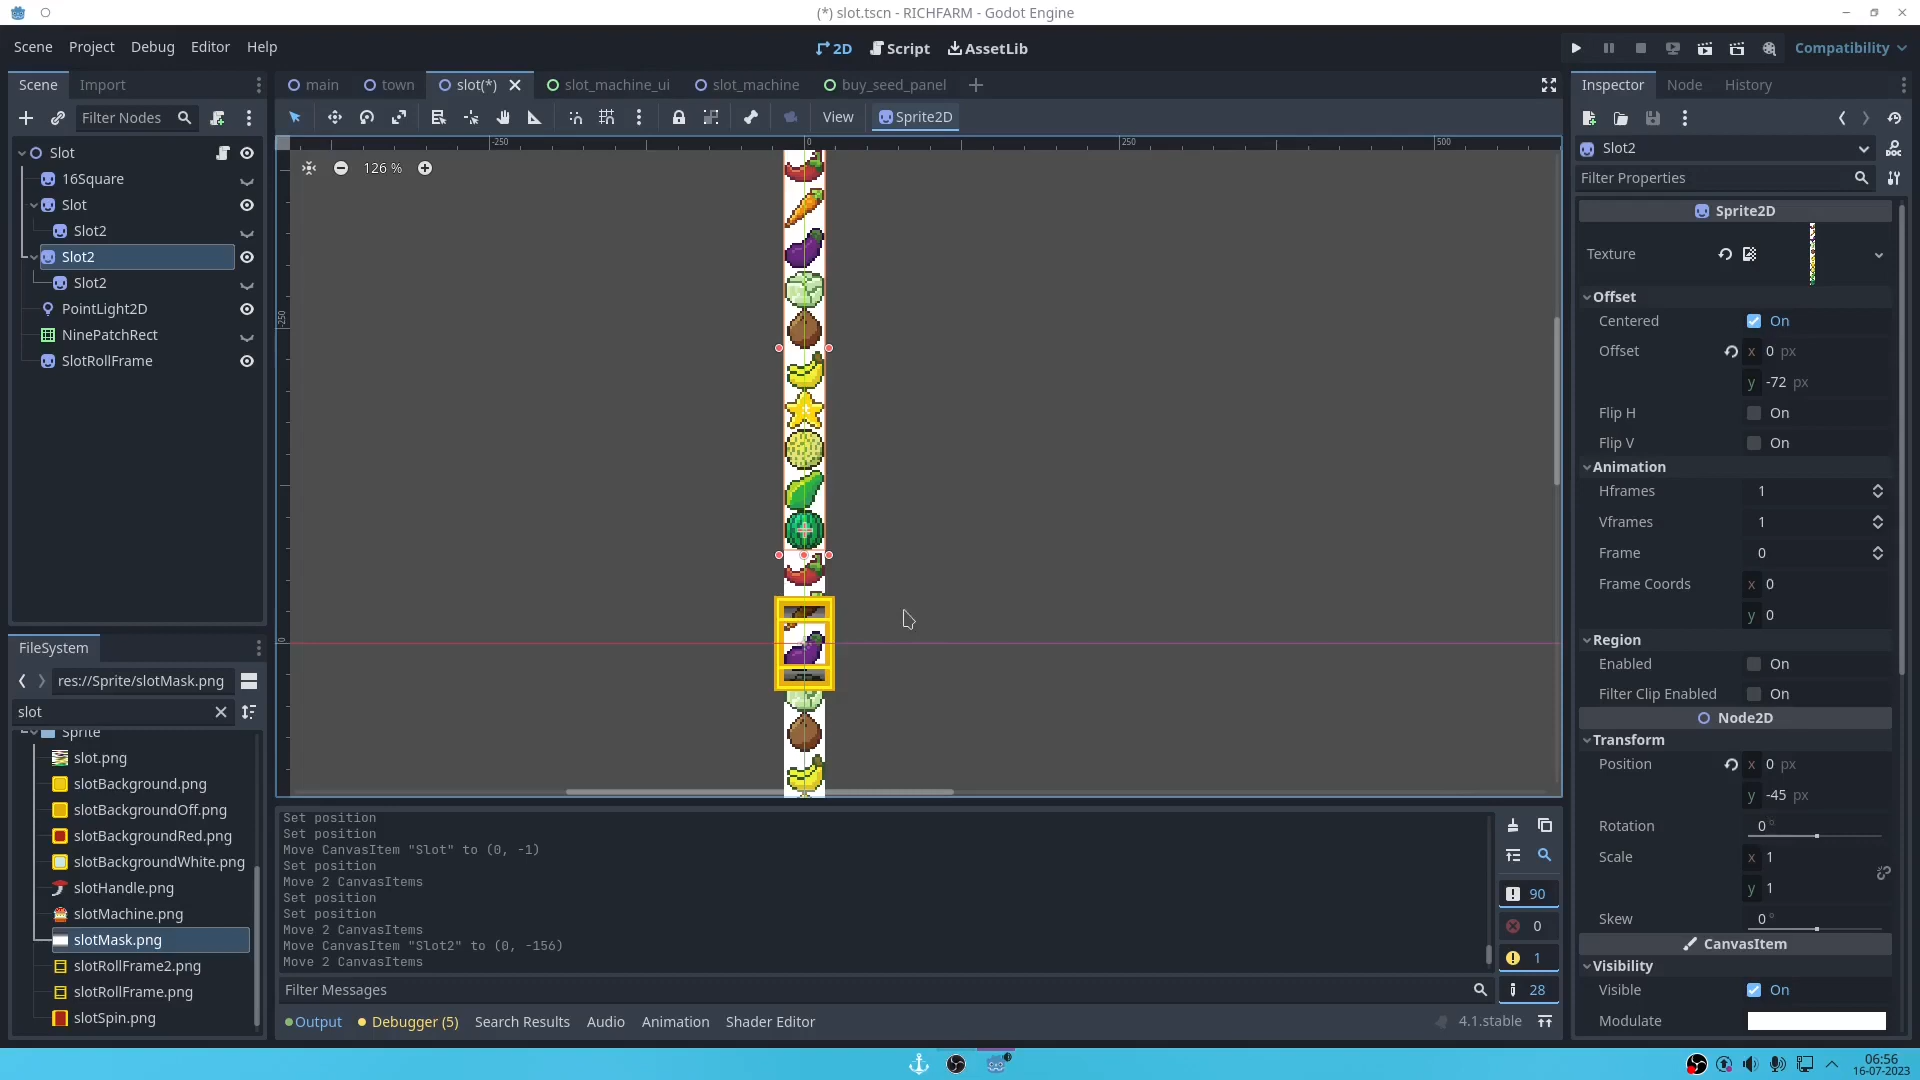 (*) slot.tscn - RICHFARM - Godot Engine
Scene Project Debug Editor Help
2D Script AssetLib
Compatibility
Scene Import
main town slot(*) slot_machine_ui slot_machine buy_seed_panel
Inspector Node History
Filter Nodes
View Sprite2D
Slot
16Square
Slot
Slot2
Slot2
Slot2
PointLight2D
NinePatchRect
SlotRollFrame
-250 0 250 500
126 %
-250
0
FileSystem
res://Sprite/slotMask.png
slot
Sprite
slot.png
slotBackground.png
slotBackgroundOff.png
slotBackgroundRed.png
slotBackgroundWhite.png
slotHandle.png
slotMachine.png
slotMask.png
slotRollFrame2.png
slotRollFrame.png
slotSpin.png
Set position
Set position
Move CanvasItem "Slot" to (0, -1)
Set position
Move 2 CanvasItems
Set position
Set position
Move 2 CanvasItems
Move CanvasItem "Slot2" to (0, -156)
Move 2 CanvasItems
90
0
1
28
Filter Messages
Output Debugger (5) Search Results Audio Animation Shader Editor
4.1.stable
Slot2
Filter Properties
Sprite2D
Texture
Offset
Centered On
Offset x 0 px
y -72 px
Flip H On
Flip V On
Animation
Hframes 1
Vframes 1
Frame 0
Frame Coords x 0
y 0
Region
Enabled On
Filter Clip Enabled On
Node2D
Transform
Position x 0 px
y -45 px
Rotation 0 °
Scale x 1
y 1
Skew 0 °
CanvasItem
Visibility
Visible On
Modulate
06:56
16-07-2023